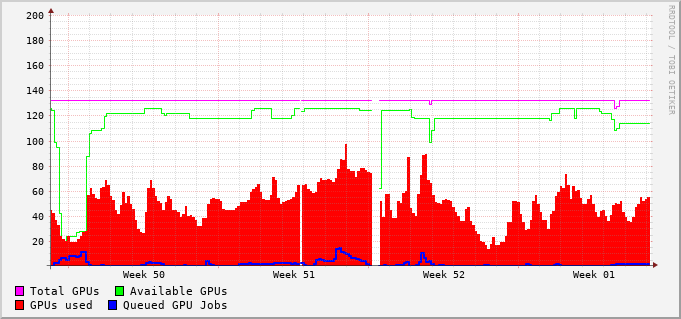 200
180
160
140
120
100
80
60
40
20
Week 50 Week 51 Week 52 Week 01
Total GPUs Available GPUs
GPUs used Queued GPU Jobs
RRDTOOL / TOBI OETIKER